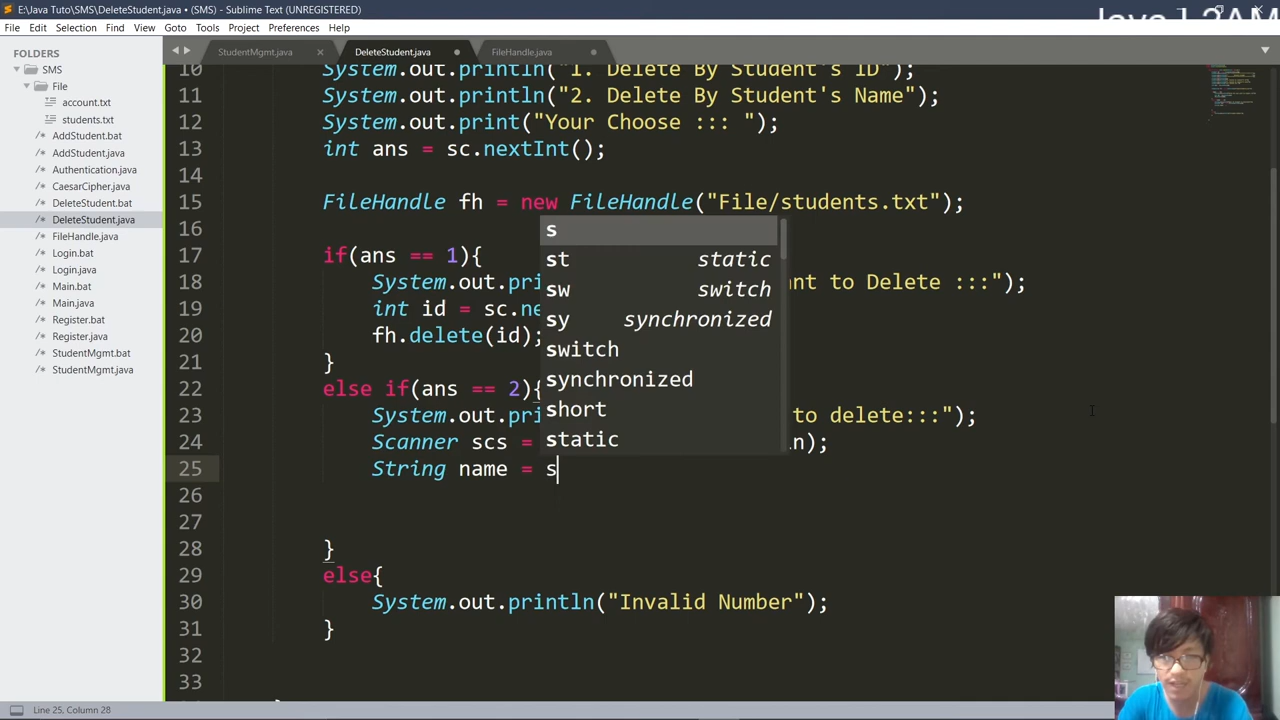 E:\Java Tuto\SMS\DeleteStudent.java • (SMS) - Sublime Text (UNREGISTERED)
File Edit Selection Find View Goto Tools Project Preferences Help
FOLDERS
SMS
File
account.txt
students.txt
AddStudent.bat
AddStudent.java
Authentication.java
CaesarCipher.java
DeleteStudent.bat
DeleteStudent.java
FileHandle.java
Login.bat
Login.java
Main.bat
Main.java
Register.bat
Register.java
StudentMgmt.bat
StudentMgmt.java
StudentMgmt.java DeleteStudent.java FileHandle.java
10 System.out.println("1. Delete By Student's ID");
11 System.out.println("2. Delete By Student's Name");
12 System.out.print("Your Choose ::: ");
13 int ans = sc.nextInt();
14
15 FileHandle fh = new FileHandle("File/students.txt");
16
17 if(ans == 1){
18 System.out.pri nt to Delete :::");
19 int id = sc.ne
20 fh.delete(id);
21 }
22 else if(ans == 2){
23 System.out.pri to delete:::");
24 Scanner scs = n);
25 String name = s
26
27
28 }
29 else{
30 System.out.println("Invalid Number");
31 }
32
33
s
st static
sw switch
sy synchronized
switch
synchronized
short
static
Line 25, Column 28